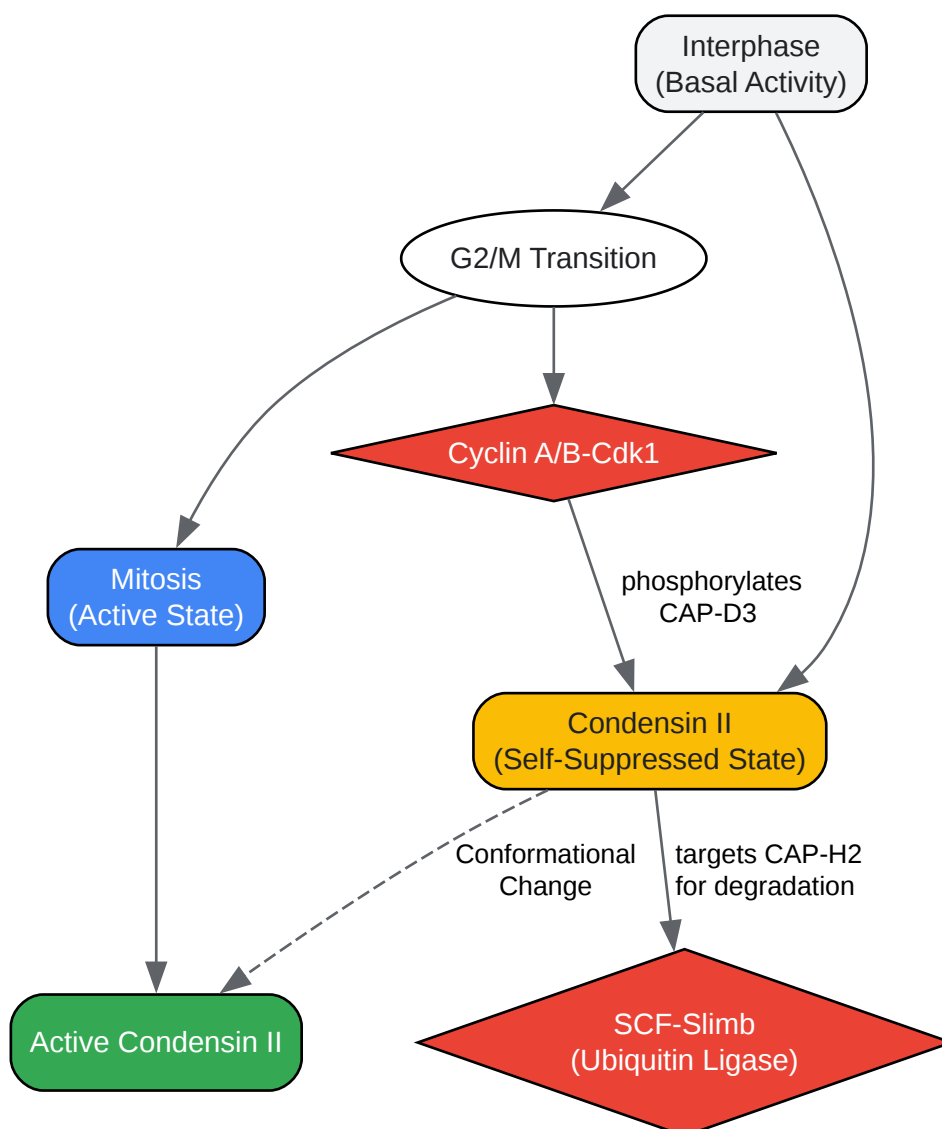 Interphase
(Basal Activity)
G2/M Transition
Cyclin A/B-Cdk1
phosphorylates
CAP-D3
Mitosis
(Active State)
Condensin II
(Self-Suppressed State)
Conformational
Change
targets CAP-H2
for degradation
Active Condensin II
SCF-Slimb
(Ubiquitin Ligase)